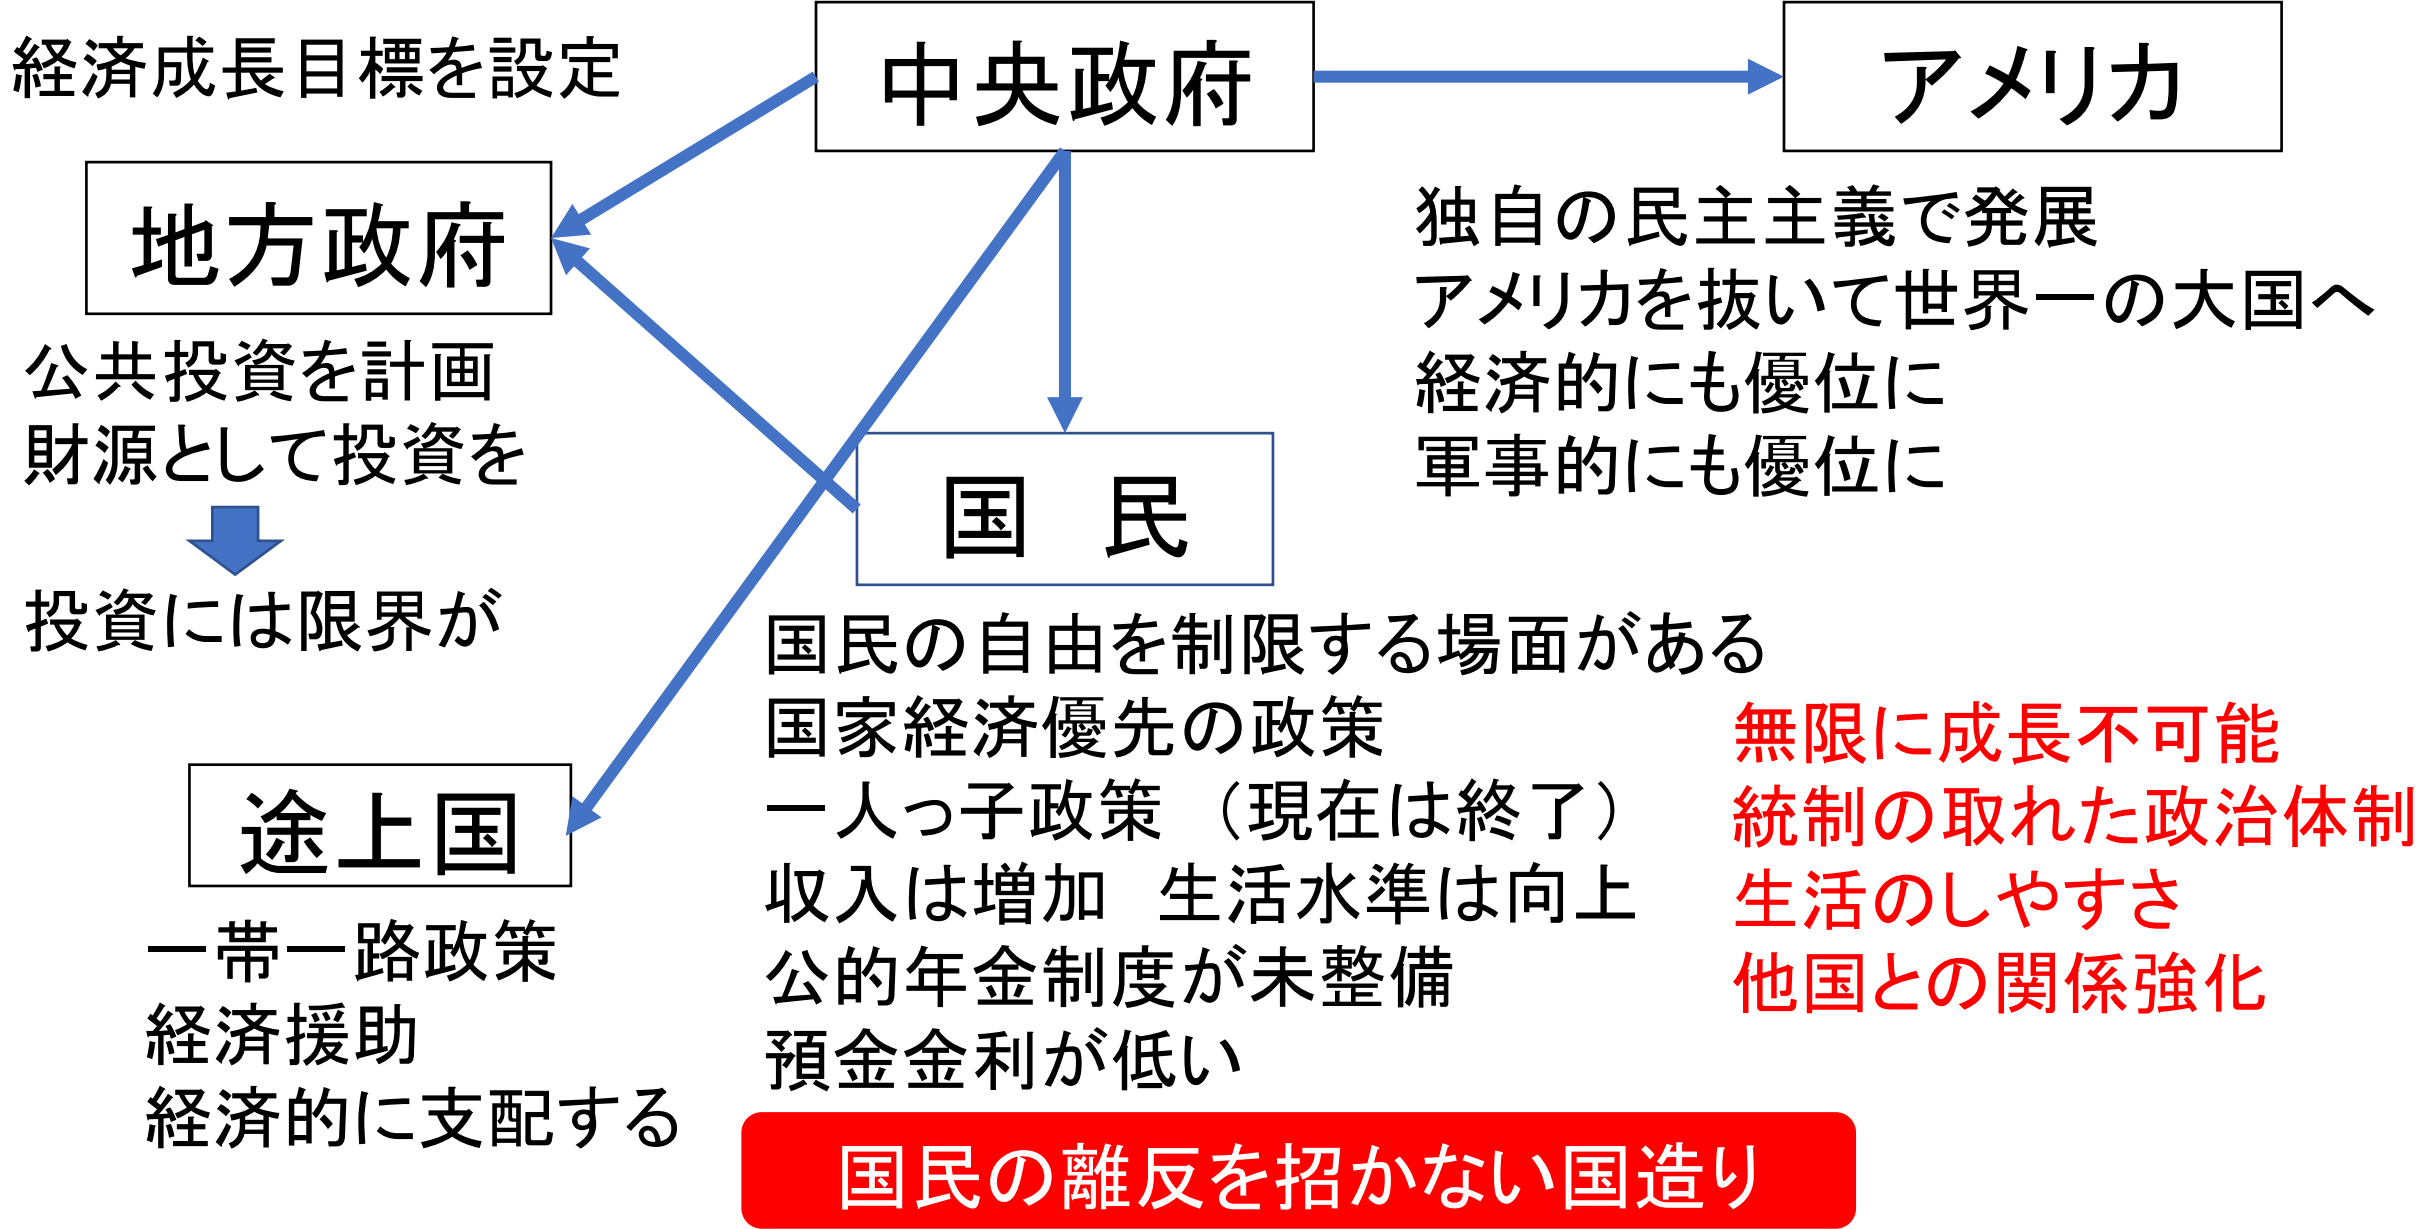 経済成長目標を設定
中央政府
アメリカ
地方政府
公共投資を計画
財源として投資を
投資には限界が
独自の民主主義で発展
アメリカを抜いて世界一の大国へ
経済的にも優位に
軍事的にも優位に
国　民
国民の自由を制限する場面がある
国家経済優先の政策
一人っ子政策　（現在は終了）
収入は増加　生活水準は向上
公的年金制度が未整備
預金金利が低い
無限に成長不可能
統制の取れた政治体制
生活のしやすさ
他国との関係強化
途上国
一帯一路政策
経済援助
経済的に支配する
国民の離反を招かない国造り